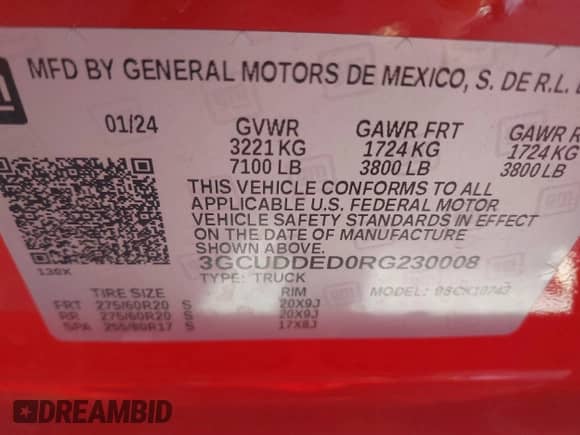 GM
MFD BY GENERAL MOTORS DE MEXICO, S. DE R.L.
01/24 GVWR GAWR FRT GAWR
3221 KG 1724 KG 1724 KG
7100 LB 3800 LB 3800 LB
THIS VEHICLE CONFORMS TO ALL
APPLICABLE U.S. FEDERAL MOTOR
VEHICLE SAFETY STANDARDS IN EFFECT
ON THE DATE OF MANUFACTURE
SHOWN ABOVE.
3GCUDDED0RG230008
TYPE: TRUCK MODEL:
TIRE SIZE RIM
FRT 275/60R20 S 20X9J
RR 275/60R20 S 20X9J
SPA 255/80R17 S 17X8J
DREAMBID